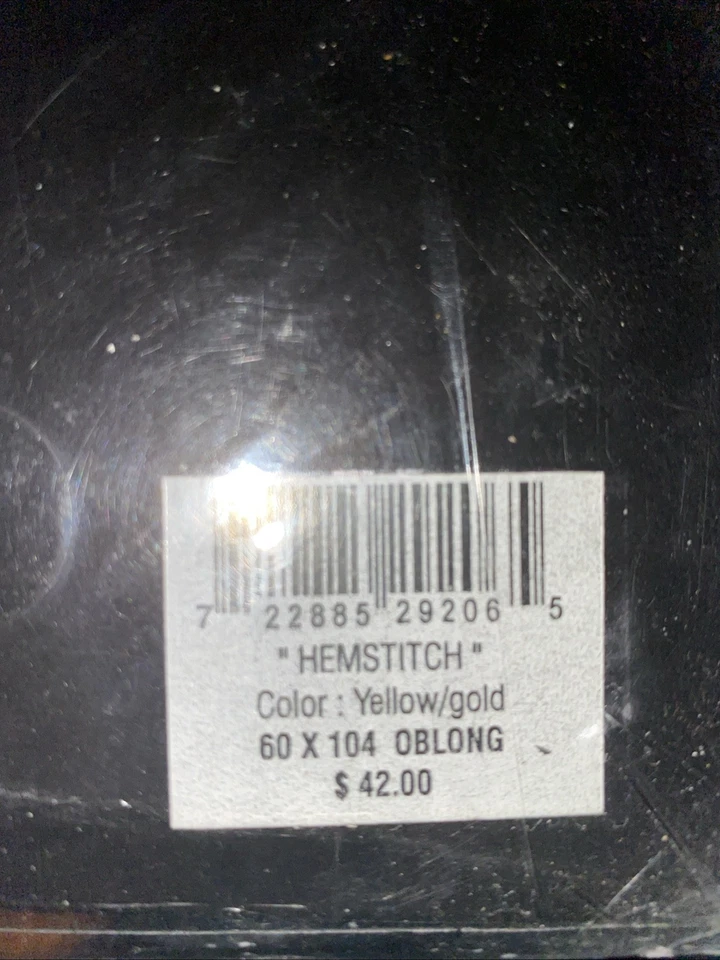 7 22885 29206 5
" HEMSTITCH "
Color : Yellow/gold
60 X 104 OBLONG
$ 42.00